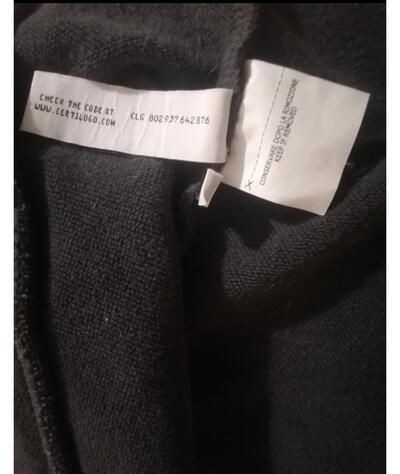 CHECK THE CODE AT
WWW.CERTILOGO.COM
CLG 802937642876
CONSERVARE DOPO LA RIMOZIONE
KEEP IF REMOVED